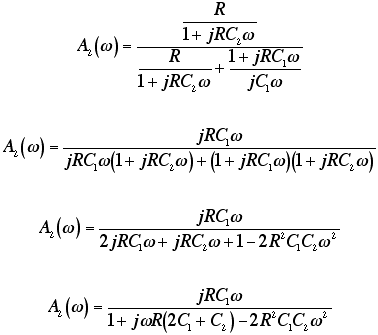 A₂(ω) = (R / (1 + jRC₂ω)) / (R / (1 + jRC₂ω) + (1 + jRC₁ω) / (jC₁ω))
A₂(ω) = jRC₁ω / (jRC₁ω(1 + jRC₂ω) + (1 + jRC₁ω)(1 + jRC₂ω))
A₂(ω) = jRC₁ω / (2jRC₁ω + jRC₂ω + 1 − 2R²C₁C₂ω²)
A₂(ω) = jRC₁ω / (1 + jωR(2C₁ + C₂) − 2R²C₁C₂ω²)